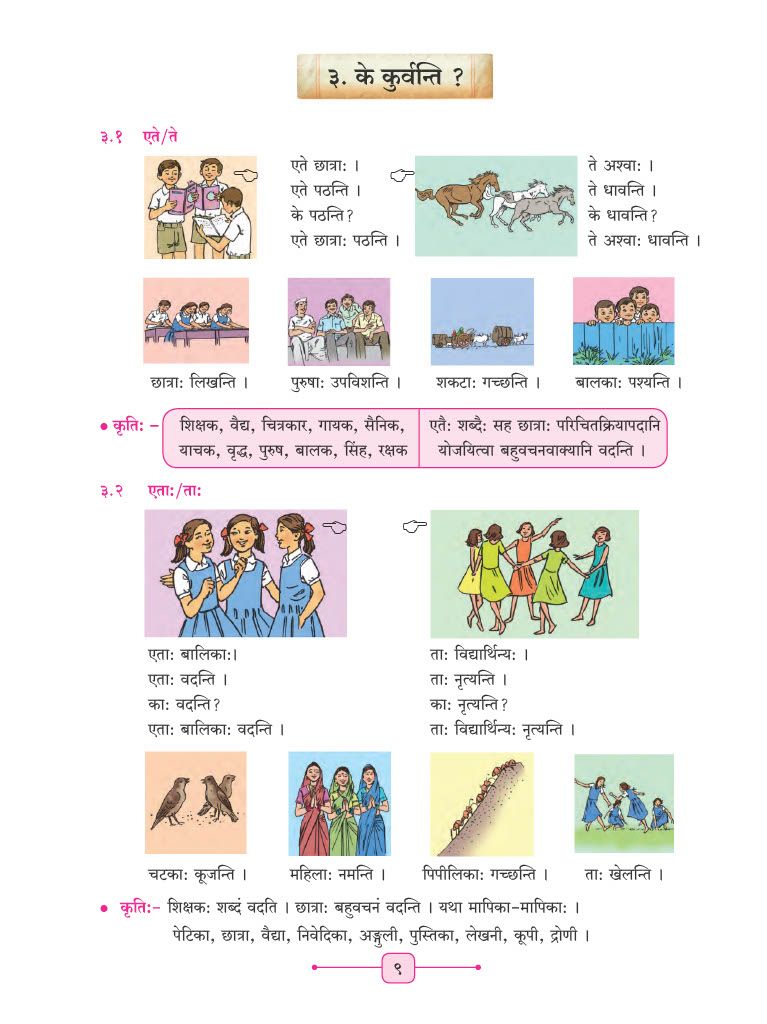 ३. के कुर्वन्ति ?
३.१ एते/ते
एते छात्राः ।
एते पठन्ति ।
के पठन्ति?
एते छात्राः पठन्ति ।
ते अश्वाः ।
ते धावन्ति ।
के धावन्ति?
ते अश्वाः धावन्ति ।
छात्राः लिखन्ति ।
पुरुषाः उपविशन्ति ।
शकटाः गच्छन्ति ।
बालकाः पश्यन्ति ।
• कृतिः –
शिक्षक, वैद्य, चित्रकार, गायक, सैनिक,
याचक, वृद्ध, पुरुष, बालक, सिंह, रक्षक
एतैः शब्दैः सह छात्राः परिचितक्रियापदानि
योजयित्वा बहुवचनवाक्यानि वदन्ति ।
३.२ एताः/ताः
एताः बालिकाः।
एताः वदन्ति ।
काः वदन्ति?
एताः बालिकाः वदन्ति ।
ताः विद्यार्थिन्यः ।
ताः नृत्यन्ति ।
काः नृत्यन्ति?
ताः विद्यार्थिन्यः नृत्यन्ति ।
चटकाः कूजन्ति ।
महिलाः नमन्ति ।
पिपीलिकाः गच्छन्ति ।
ताः खेलन्ति ।
• कृतिः– शिक्षकः शब्दं वदति । छात्राः बहुवचनं वदन्ति । यथा मापिका–मापिकाः ।
पेटिका, छात्रा, वैद्या, निवेदिका, अङ्गुली, पुस्तिका, लेखनी, कूपी, द्रोणी ।
९